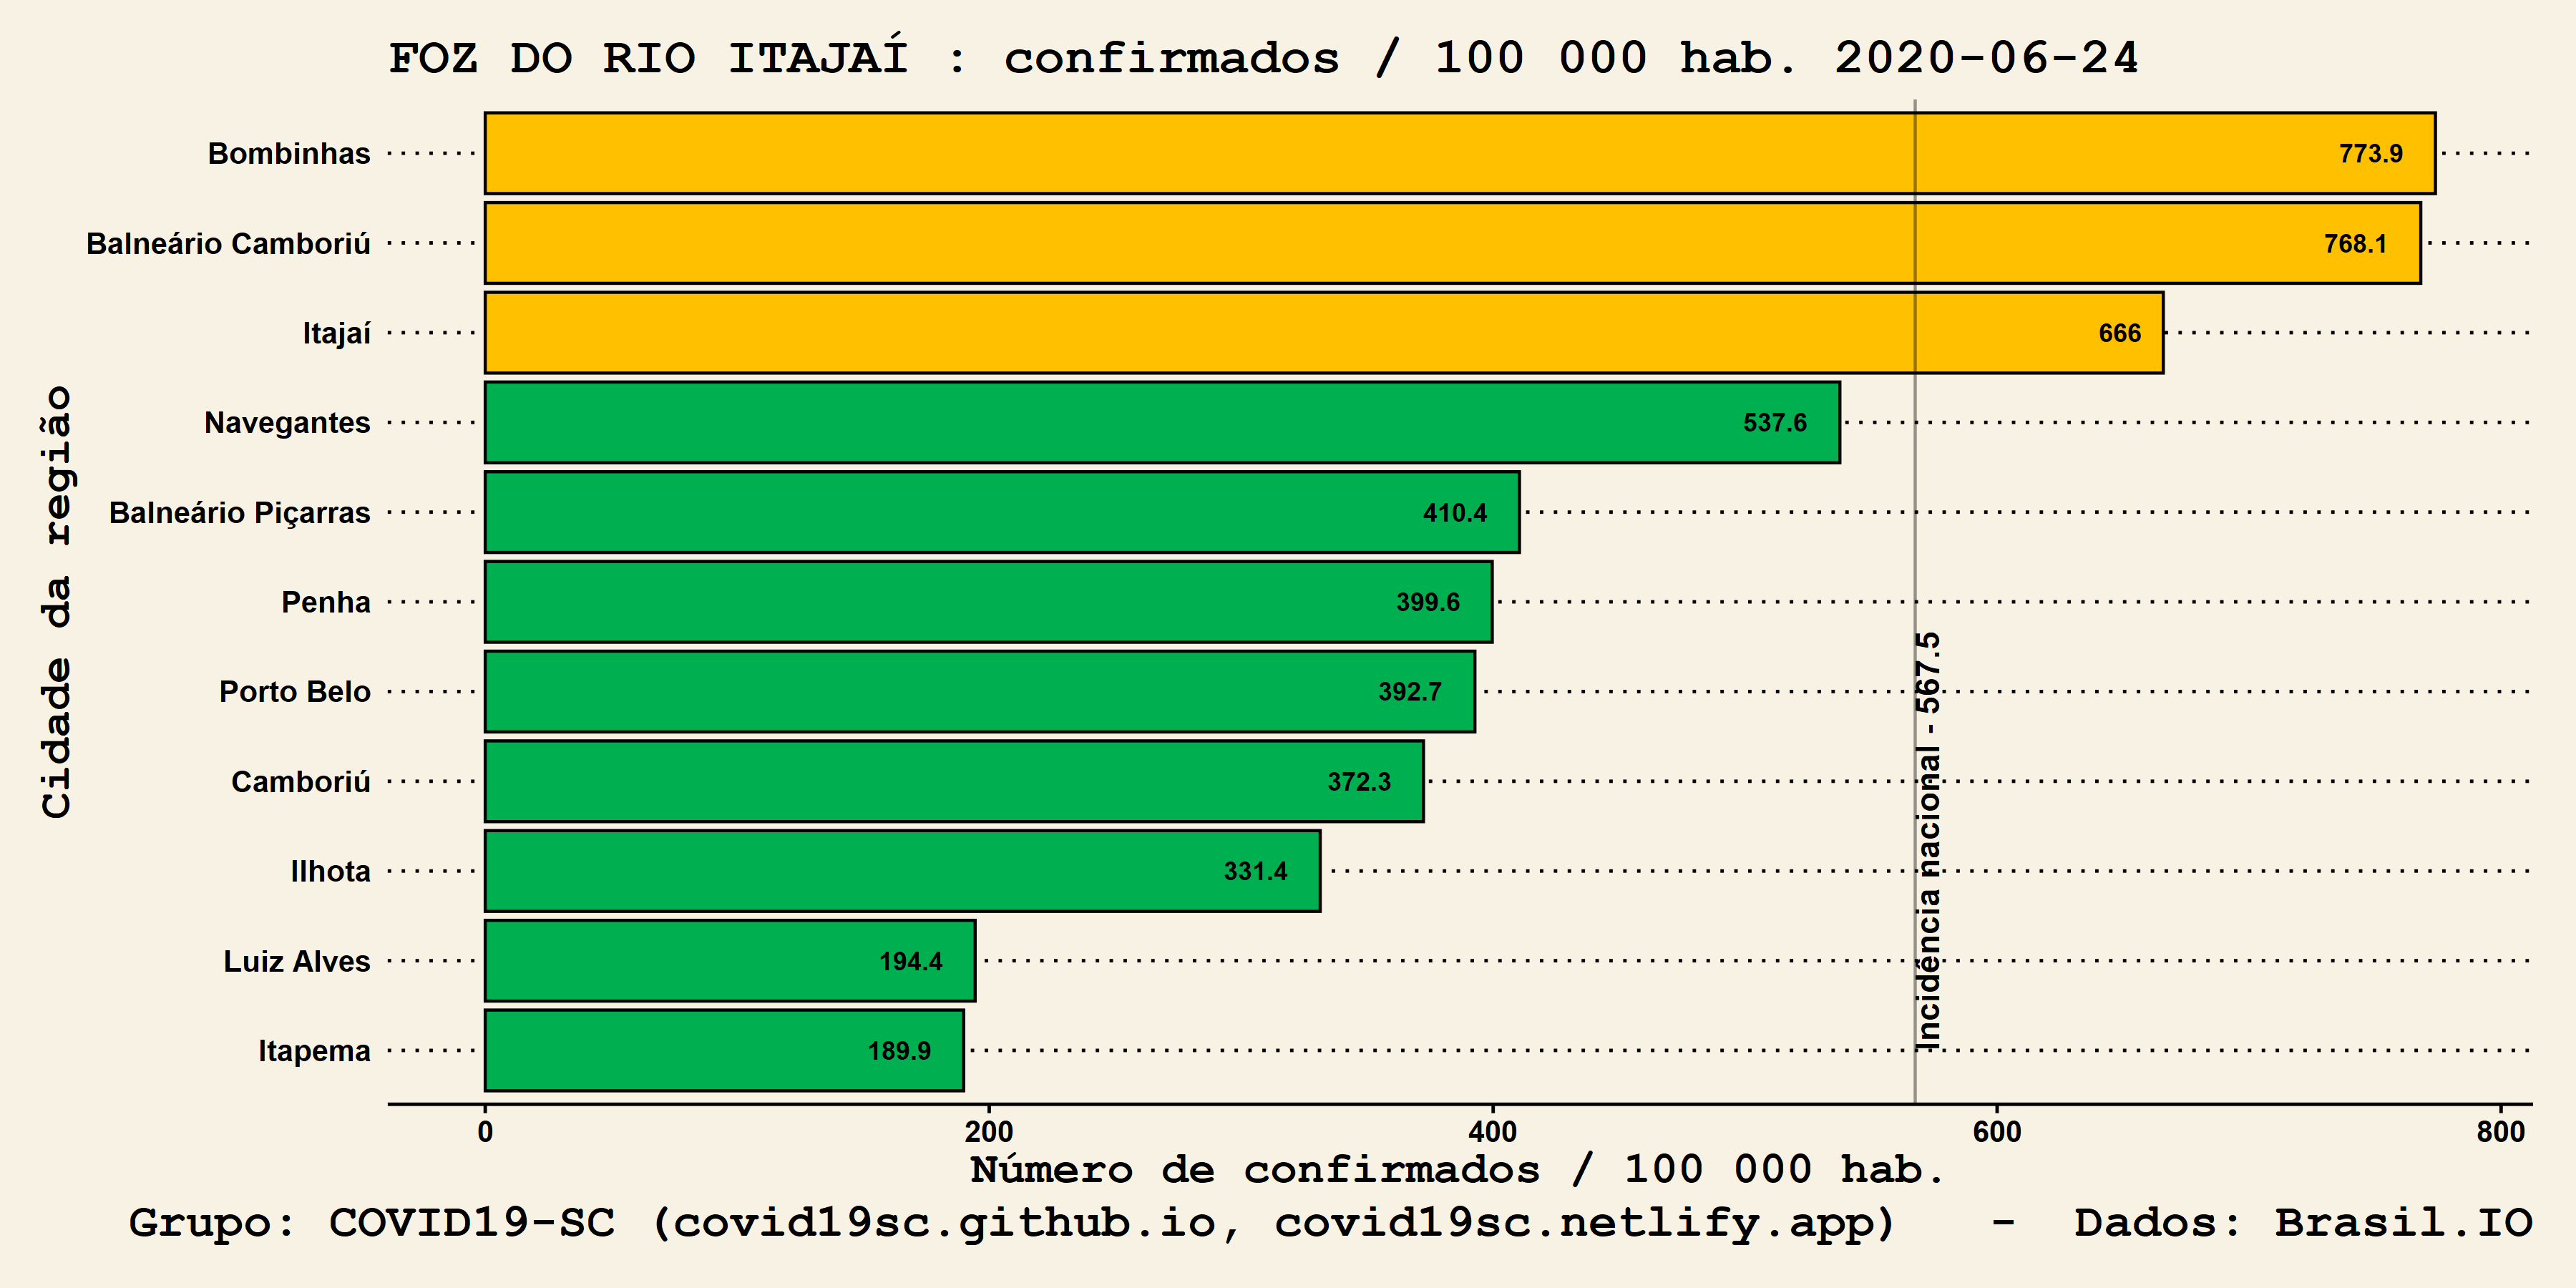 FOZ DO RIO ITAJAÍ : confirmados / 100 000 hab. 2020-06-24
Cidade da região
Bombinhas 773.9
Balneário Camboriú 768.1
Itajaí 666
Navegantes 537.6
Balneário Piçarras 410.4
Penha 399.6
Porto Belo 392.7
Camboriú 372.3
Ilhota 331.4
Luiz Alves 194.4
Itapema 189.9
Incidência nacional - 567.5
0 200 400 600 800
Número de confirmados / 100 000 hab.
Grupo: COVID19-SC (covid19sc.github.io, covid19sc.netlify.app) - Dados: Brasil.IO